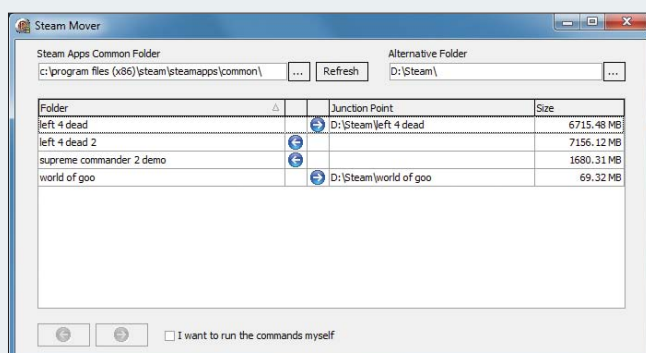 Steam Mover
Steam Apps Common Folder
Alternative Folder
c:\program files (x86)\steam\steamapps\common\ ... Refresh D:\Steam\ ...
Folder Junction Point Size
left 4 dead D:\Steam\left 4 dead 6715.48 MB
left 4 dead 2 7156.12 MB
supreme commander 2 demo 1680.31 MB
world of goo D:\Steam\world of goo 69.32 MB
I want to run the commands myself